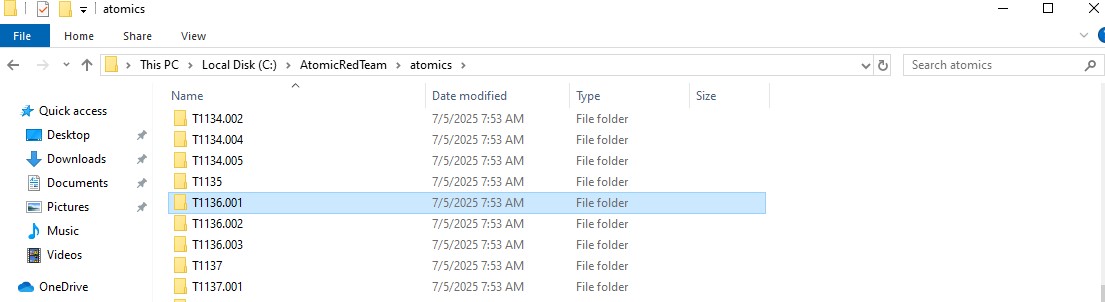 atomics
File Home Share View
This PC Local Disk (C:) AtomicRedTeam atomics Search atomics
Name Date modified Type Size
Quick access
Desktop
Downloads
Documents
Pictures
Music
Videos
OneDrive
T1134.002 7/5/2025 7:53 AM File folder
T1134.004 7/5/2025 7:53 AM File folder
T1134.005 7/5/2025 7:53 AM File folder
T1135 7/5/2025 7:53 AM File folder
T1136.001 7/5/2025 7:53 AM File folder
T1136.002 7/5/2025 7:53 AM File folder
T1136.003 7/5/2025 7:53 AM File folder
T1137 7/5/2025 7:53 AM File folder
T1137.001 7/5/2025 7:53 AM File folder